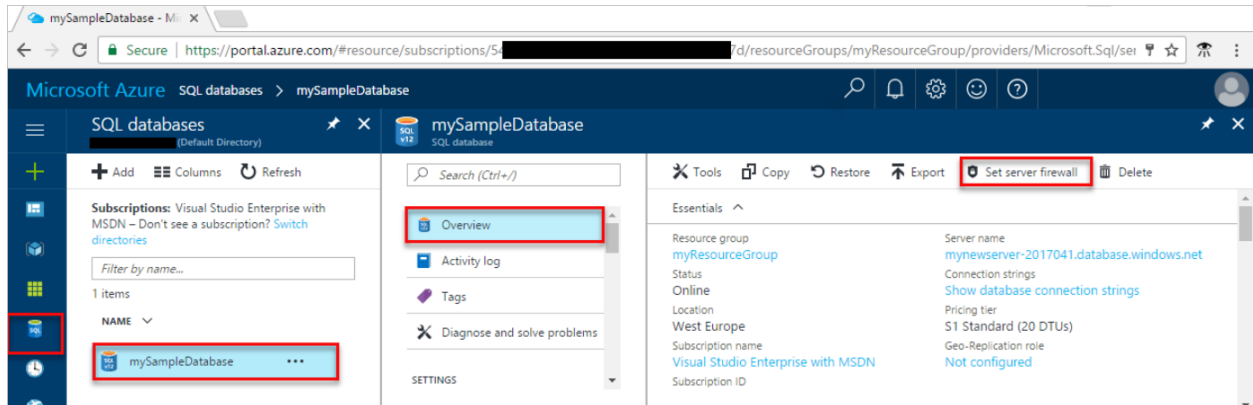 mySampleDatabase - Mi
Secure | https://portal.azure.com/#resource/subscriptions/54 7d/resourceGroups/myResourceGroup/providers/Microsoft.Sql/ser
Microsoft Azure SQL databases > mySampleDatabase
SQL databases
(Default Directory)
Add Columns Refresh
Subscriptions: Visual Studio Enterprise with
MSDN – Don't see a subscription? Switch
directories
Filter by name...
1 items
NAME
SQL
v12
mySampleDatabase ...
SQL
SQL
v12
mySampleDatabase
SQL database
Search (Ctrl+/)
Overview
Activity log
Tags
Diagnose and solve problems
SETTINGS
Tools Copy Restore Export Set server firewall Delete
Essentials
Resource group
myResourceGroup
Status
Online
Location
West Europe
Subscription name
Visual Studio Enterprise with MSDN
Subscription ID
Server name
mynewserver-2017041.database.windows.net
Connection strings
Show database connection strings
Pricing tier
S1 Standard (20 DTUs)
Geo-Replication role
Not configured